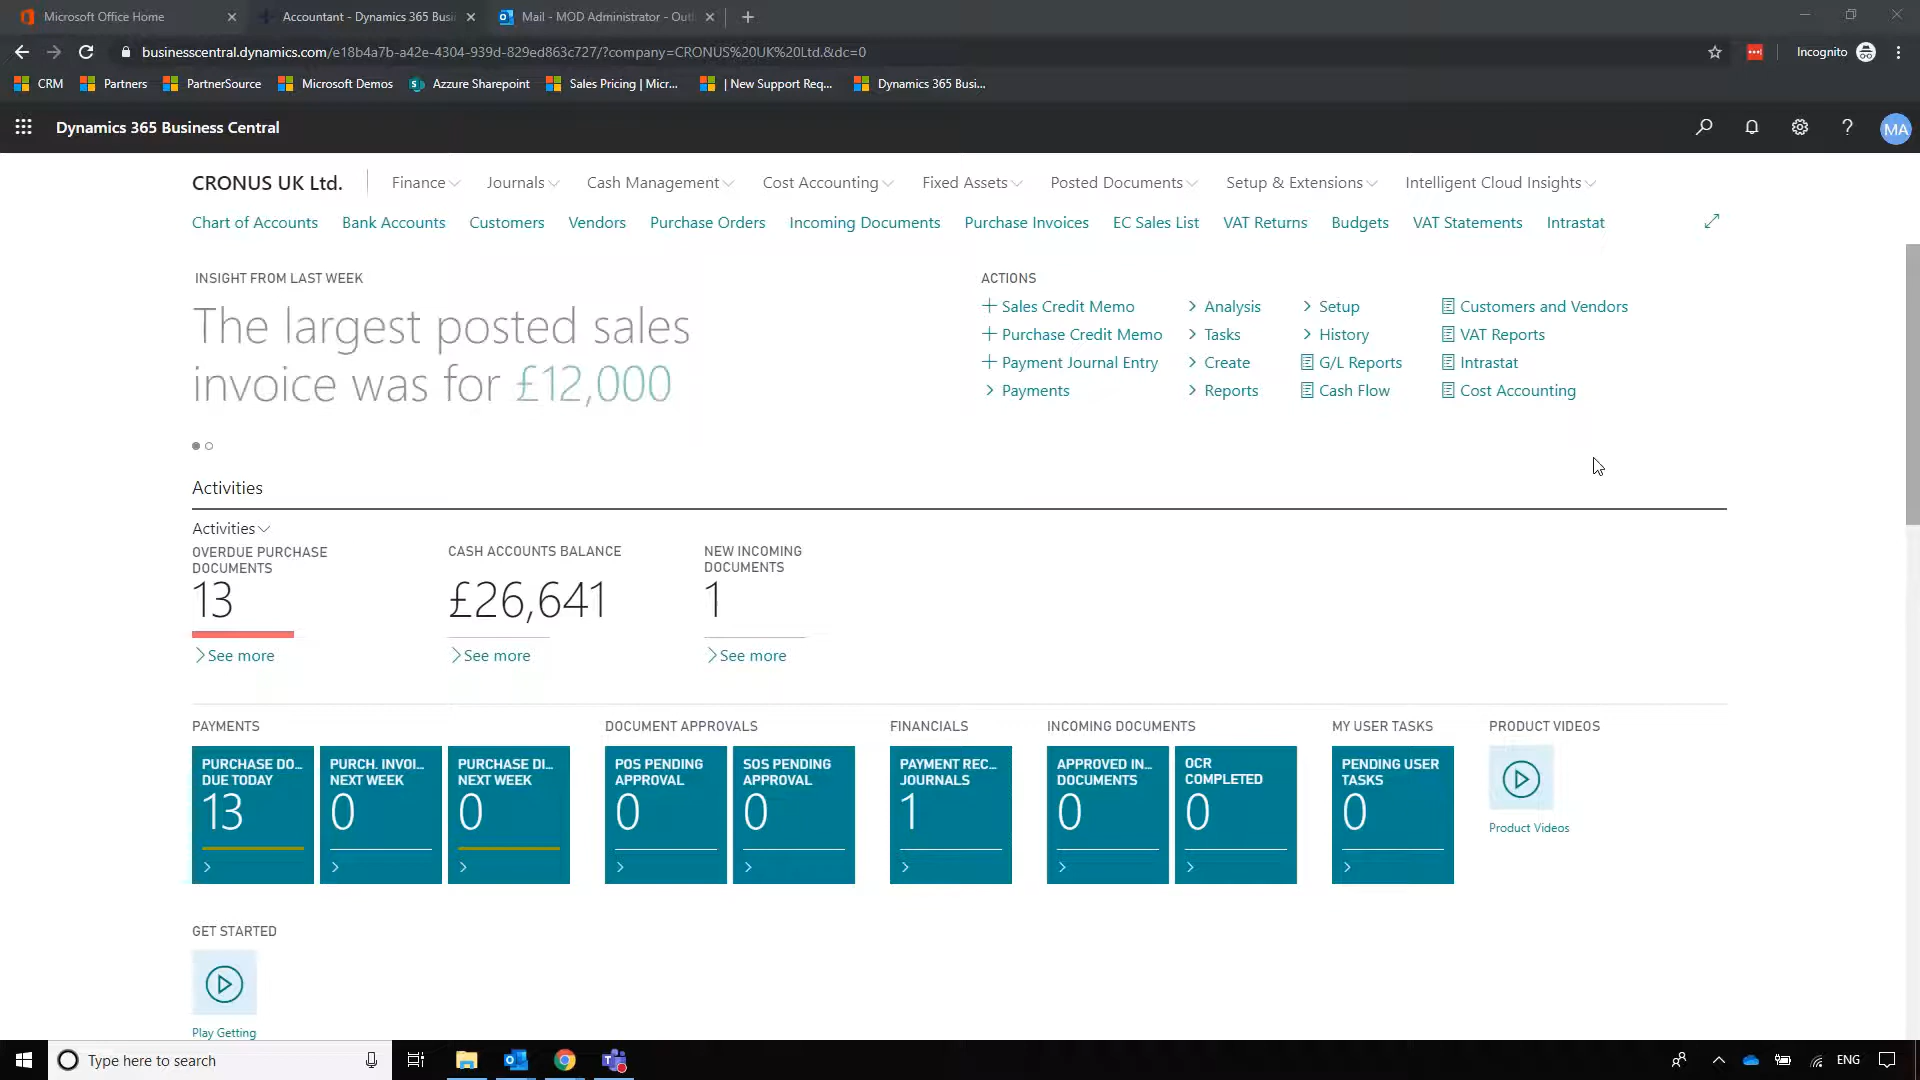 Microsoft Office Home
Accountant - Dynamics 365 Busi
Mail - MOD Administrator - Out
businesscentral.dynamics.com/e18b4a7b-a42e-4304-939d-829ed863c727/?company=CRONUS%20UK%20Ltd.&dc=0
Incognito
CRM
Partners
PartnerSource
Microsoft Demos
Azzure Sharepoint
Sales Pricing | Micr...
| New Support Req...
Dynamics 365 Busi...
Dynamics 365 Business Central
MA
CRONUS UK Ltd.
Finance
Journals
Cash Management
Cost Accounting
Fixed Assets
Posted Documents
Setup & Extensions
Intelligent Cloud Insights
Chart of Accounts
Bank Accounts
Customers
Vendors
Purchase Orders
Incoming Documents
Purchase Invoices
EC Sales List
VAT Returns
Budgets
VAT Statements
Intrastat
INSIGHT FROM LAST WEEK
The largest posted sales
invoice was for £12,000
ACTIONS
Sales Credit Memo
Purchase Credit Memo
Payment Journal Entry
Payments
Analysis
Tasks
Create
Reports
Setup
History
G/L Reports
Cash Flow
Customers and Vendors
VAT Reports
Intrastat
Cost Accounting
Activities
Activities
OVERDUE PURCHASE
DOCUMENTS
13
See more
CASH ACCOUNTS BALANCE
£26,641
See more
NEW INCOMING
DOCUMENTS
1
See more
PAYMENTS
PURCHASE DO...
DUE TODAY
13
PURCH. INVOI...
NEXT WEEK
0
PURCHASE DI...
NEXT WEEK
0
DOCUMENT APPROVALS
POS PENDING
APPROVAL
0
SOS PENDING
APPROVAL
0
FINANCIALS
PAYMENT REC...
JOURNALS
1
INCOMING DOCUMENTS
APPROVED IN...
DOCUMENTS
0
OCR
COMPLETED
0
MY USER TASKS
PENDING USER
TASKS
0
PRODUCT VIDEOS
Product Videos
GET STARTED
Play Getting
Type here to search
ENG